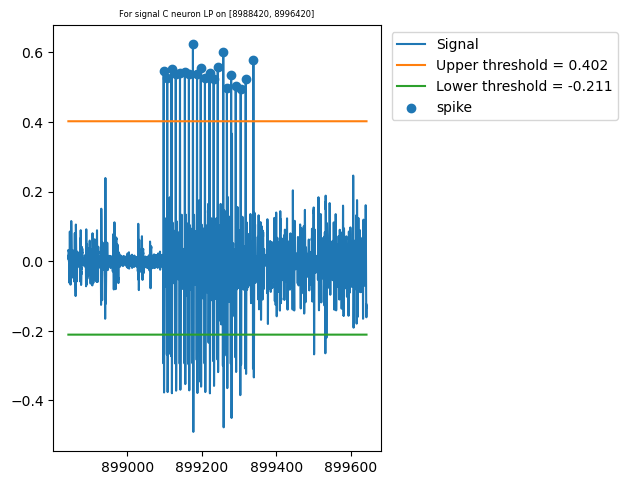 For signal C neuron LP on [8988420, 8996420]
Signal
Upper threshold = 0.402
Lower threshold = -0.211
spike
0.6
0.4
0.2
0.0
−0.2
−0.4
899000 899200 899400 899600